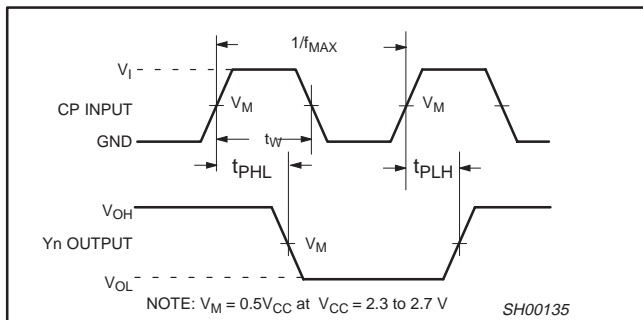 1/fMAX
VI
CP INPUT
VM
VM
GND
tW
tPHL
tPLH
VOH
Yn OUTPUT
VM
VOL
NOTE: VM = 0.5VCC at VCC = 2.3 to 2.7 V
SH00135